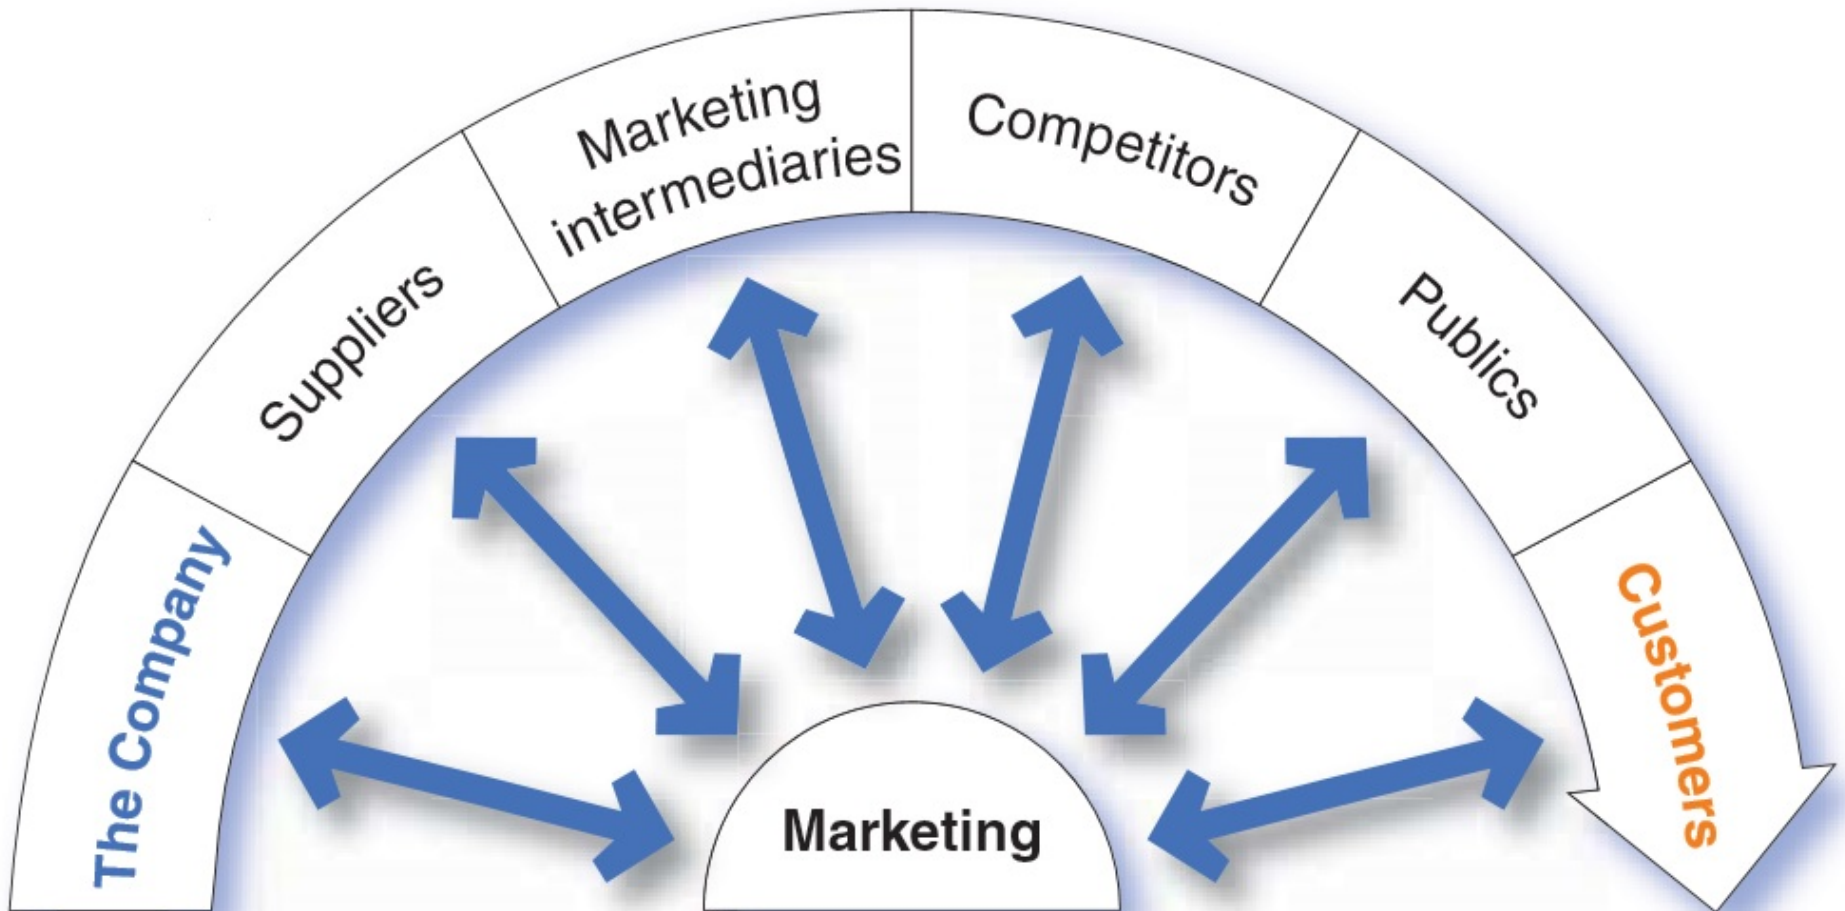 The Company
Suppliers
Marketing
intermediaries
Competitors
Publics
Customers
Marketing